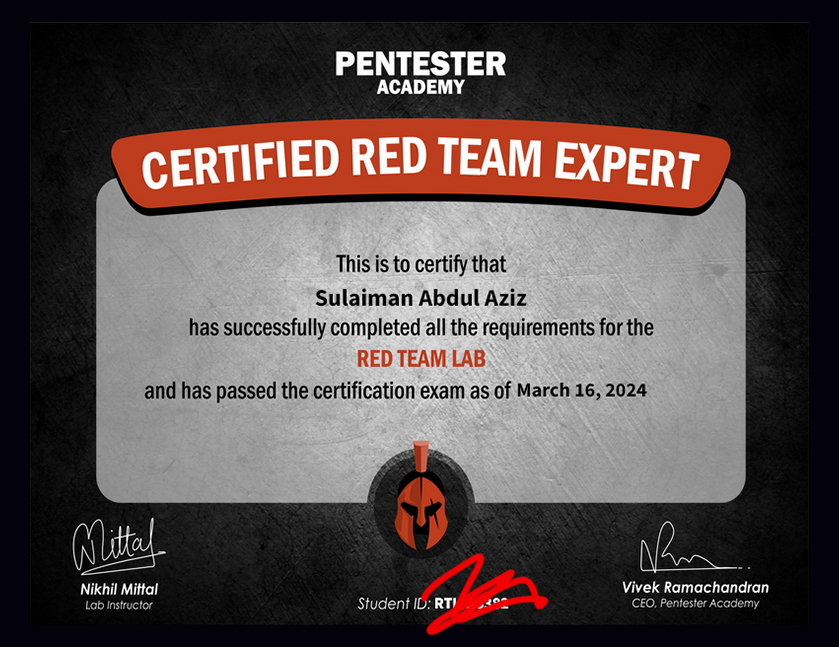 PENTESTER
ACADEMY
CERTIFIED RED TEAM EXPERT
This is to certify that
Sulaiman Abdul Aziz
has successfully completed all the requirements for the
RED TEAM LAB
and has passed the certification exam as of March 16, 2024
Mittal
Nikhil Mittal
Lab Instructor
Student ID:
Vivek Ramachandran
CEO, Pentester Academy